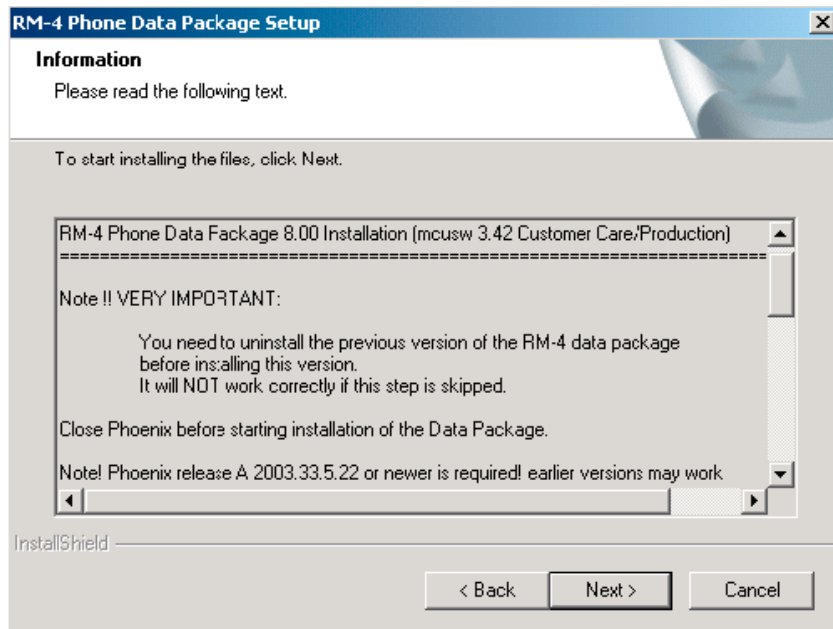 RM-4 Phone Data Package Setup
Information
Please read the following text.
To start installing the files, click Next.
RM-4 Phone Data Package 8.00 Installation (mcusw 3.42 Customer Care/Production)
=======================================================================
Note !! VERY IMPORTANT:
You need to uninstall the previous version of the RM-4 data package
before installing this version.
It will NOT work correctly if this step is skipped.
Close Phoenix before starting installation of the Data Package.
Note! Phoenix release A 2003.33.5.22 or newer is required! earlier versions may work
InstallShield
< Back
Next >
Cancel